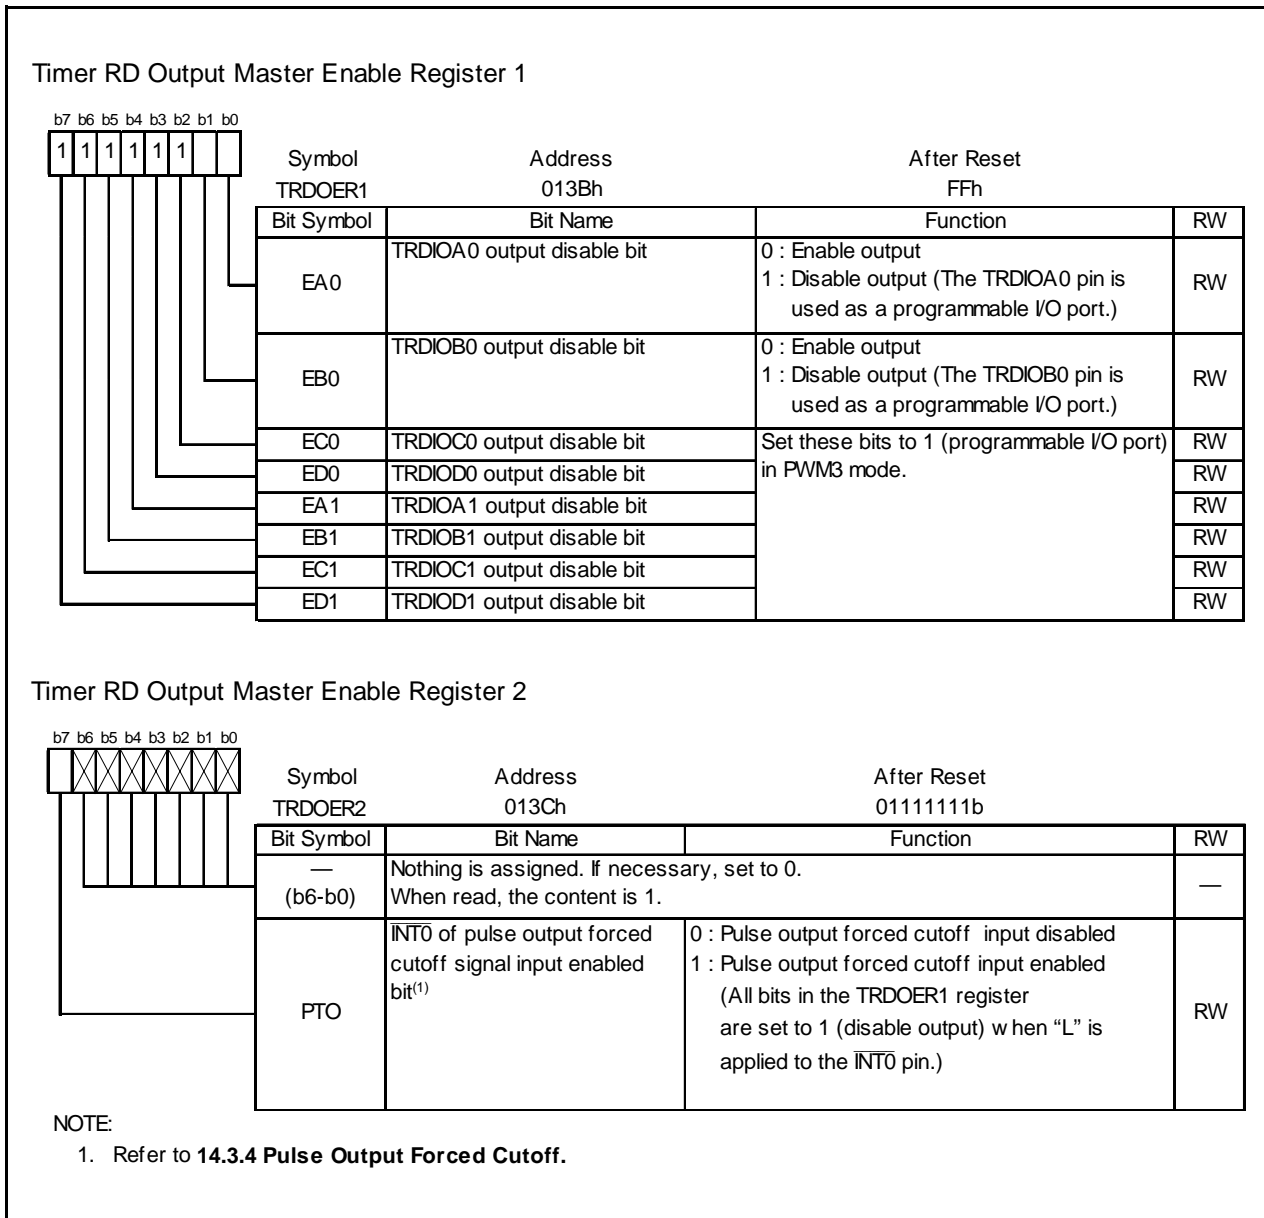 Timer RD Output Master Enable Register 1
b7 b6 b5 b4 b3 b2 b1 b0
1 1 1 1 1 1
Symbol Address After Reset
TRDOER1 013Bh FFh
Bit Symbol Bit Name Function RW
EA0 TRDIOA0 output disable bit 0 : Enable output
1 : Disable output (The TRDIOA0 pin is
used as a programmable I/O port.) RW
EB0 TRDIOB0 output disable bit 0 : Enable output
1 : Disable output (The TRDIOB0 pin is
used as a programmable I/O port.) RW
EC0 TRDIOC0 output disable bit Set these bits to 1 (programmable I/O port) RW
ED0 TRDIOD0 output disable bit in PWM3 mode. RW
EA1 TRDIOA1 output disable bit RW
EB1 TRDIOB1 output disable bit RW
EC1 TRDIOC1 output disable bit RW
ED1 TRDIOD1 output disable bit RW
Timer RD Output Master Enable Register 2
b7 b6 b5 b4 b3 b2 b1 b0
Symbol Address After Reset
TRDOER2 013Ch 01111111b
Bit Symbol Bit Name Function RW
— Nothing is assigned. If necessary, set to 0.
(b6-b0) When read, the content is 1. —
I̅N̅T̅0̅ of pulse output forced 0 : Pulse output forced cutoff input disabled
cutoff signal input enabled 1 : Pulse output forced cutoff input enabled
bit(1) (All bits in the TRDOER1 register
PTO are set to 1 (disable output) when “L” is RW
applied to the I̅N̅T̅0̅ pin.)
NOTE:
1. Refer to 14.3.4 Pulse Output Forced Cutoff.